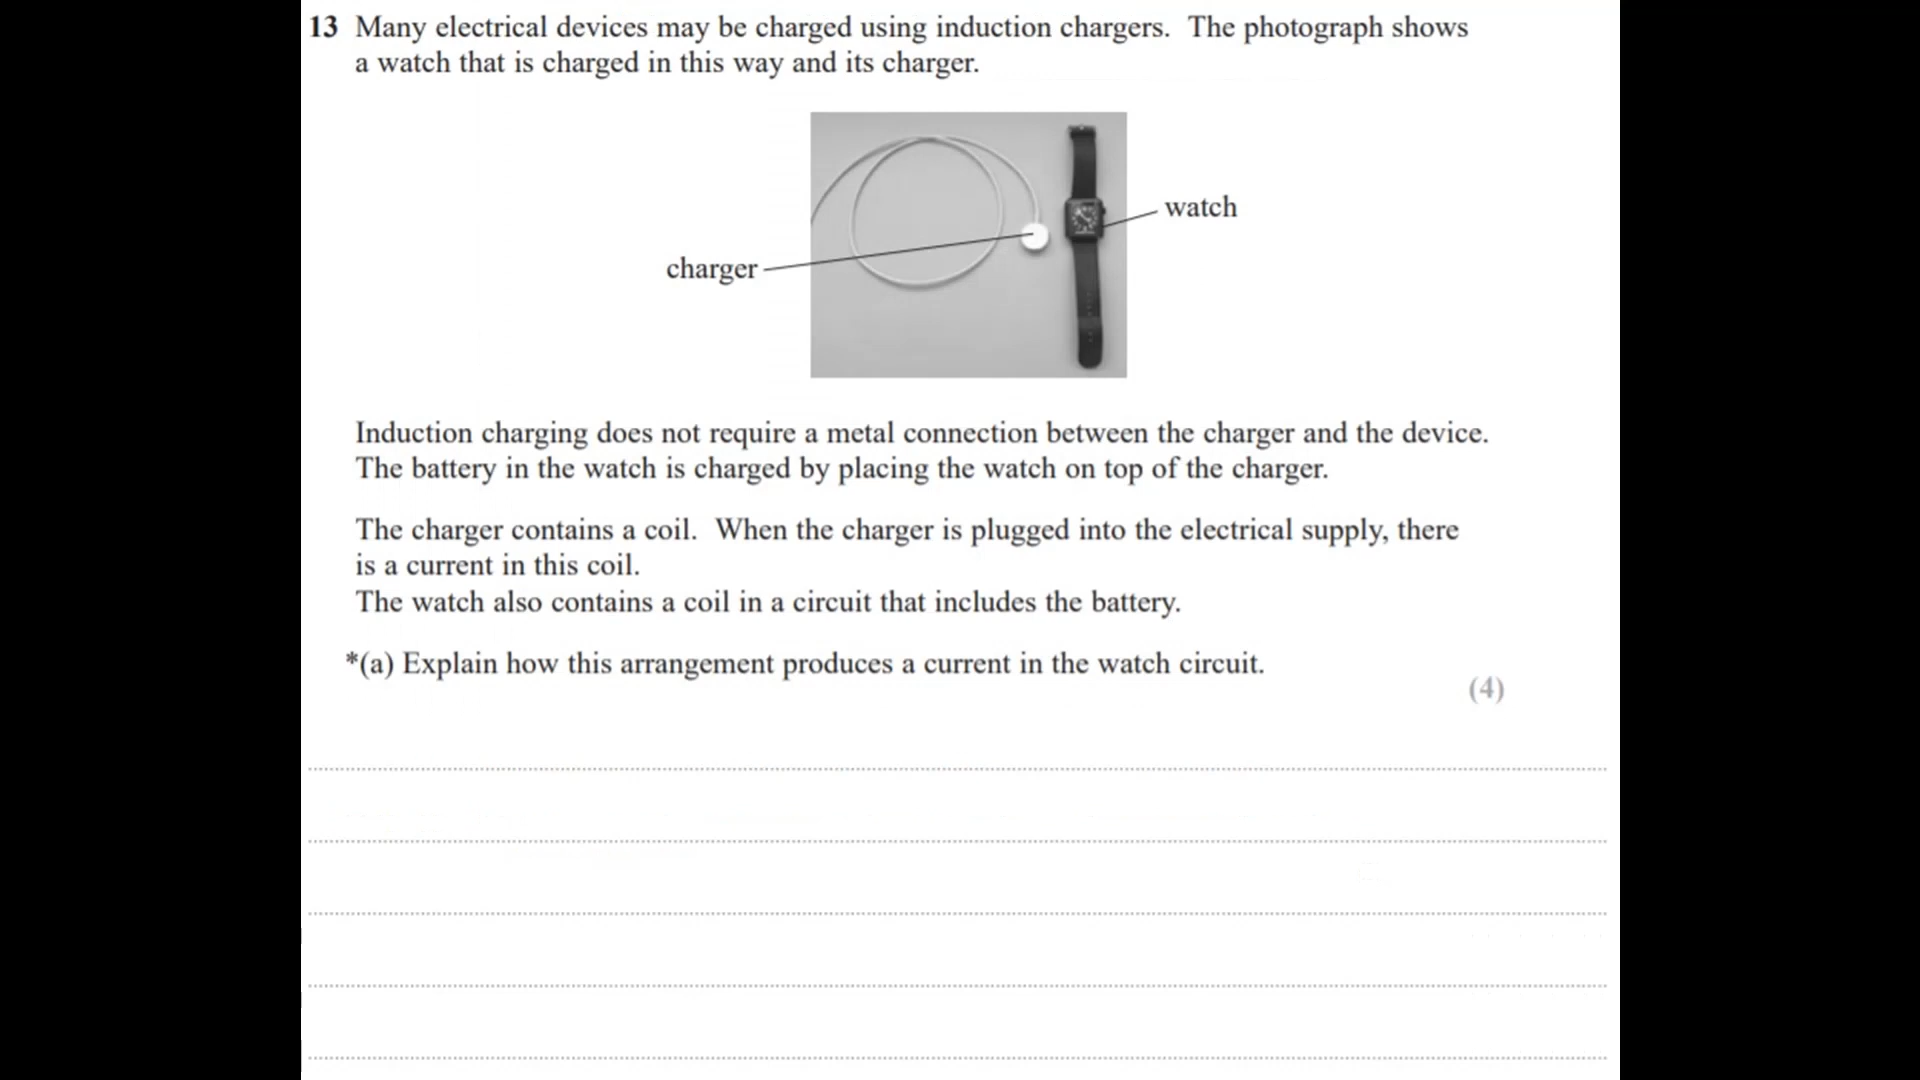 13 Many electrical devices may be charged using induction chargers. The photograph shows
a watch that is charged in this way and its charger.
watch
charger
Induction charging does not require a metal connection between the charger and the device.
The battery in the watch is charged by placing the watch on top of the charger.
The charger contains a coil. When the charger is plugged into the electrical supply, there
is a current in this coil.
The watch also contains a coil in a circuit that includes the battery.
*(a) Explain how this arrangement produces a current in the watch circuit.
(4)